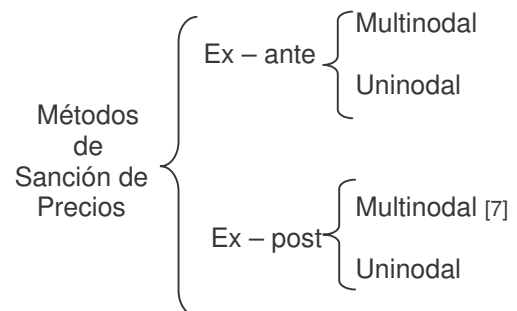 Métodos
de
Sanción de
Precios
Ex – ante
Multinodal
Uninodal
Ex – post
Multinodal [7]
Uninodal